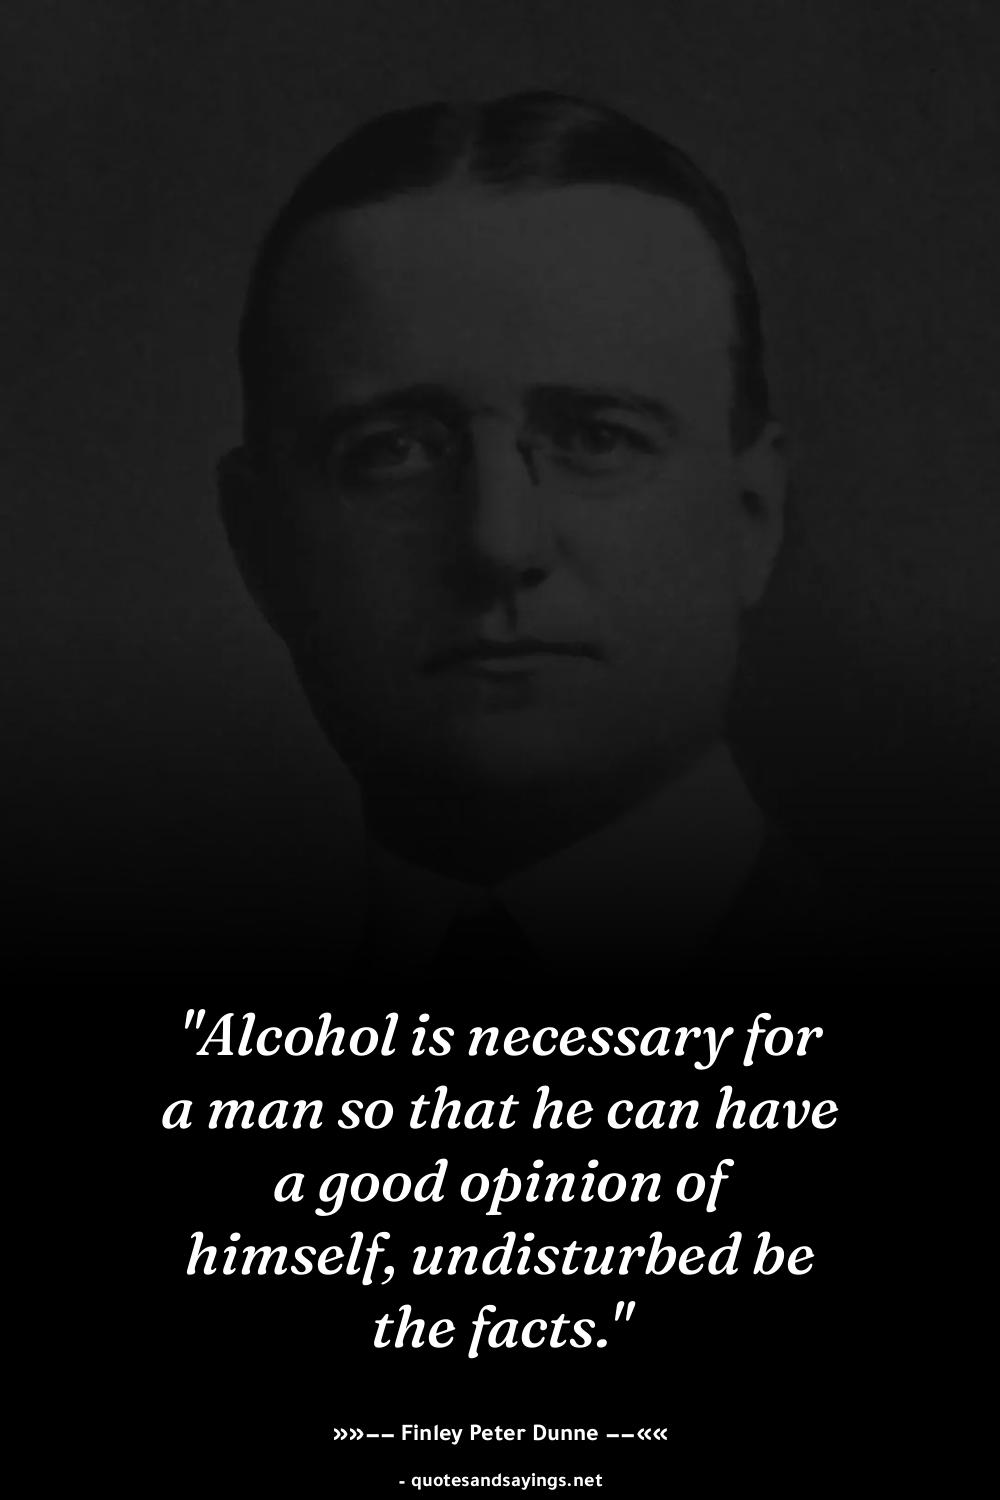 "Alcohol is necessary for
a man so that he can have
a good opinion of
himself, undisturbed be
the facts."
»»–– Finley Peter Dunne ––««
- quotesandsayings.net